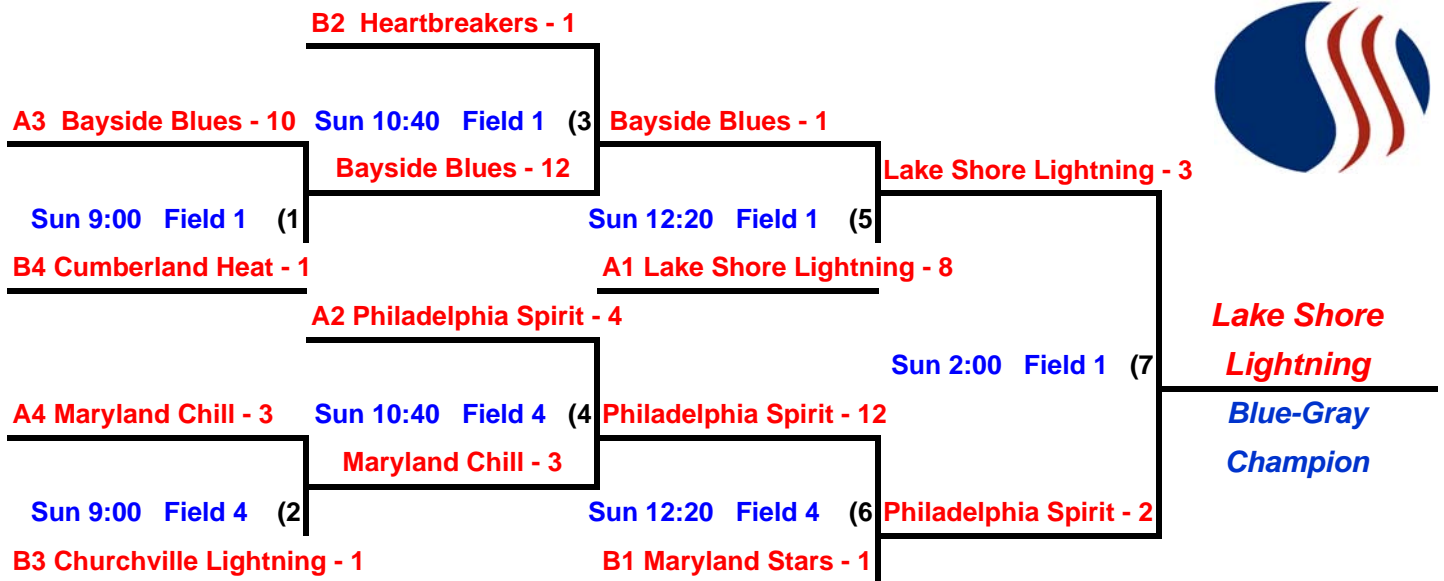 B2  Heartbreakers - 1
A3  Bayside Blues - 10
Sun 10:40   Field 1   (3
Bayside Blues - 1
Bayside Blues - 12
Lake Shore Lightning - 3
Sun 9:00   Field 1    (1
Sun 12:20   Field 1    (5
B4 Cumberland Heat - 1
A1 Lake Shore Lightning - 8
A2 Philadelphia Spirit - 4
Lake Shore
Lightning
Sun 2:00   Field 1   (7
A4 Maryland Chill - 3
Sun 10:40   Field 4   (4
Philadelphia Spirit - 12
Blue-Gray
Champion
Maryland Chill - 3
Sun 9:00   Field 4    (2
Sun 12:20   Field 4    (6
Philadelphia Spirit - 2
B3 Churchville Lightning - 1
B1 Maryland Stars - 1